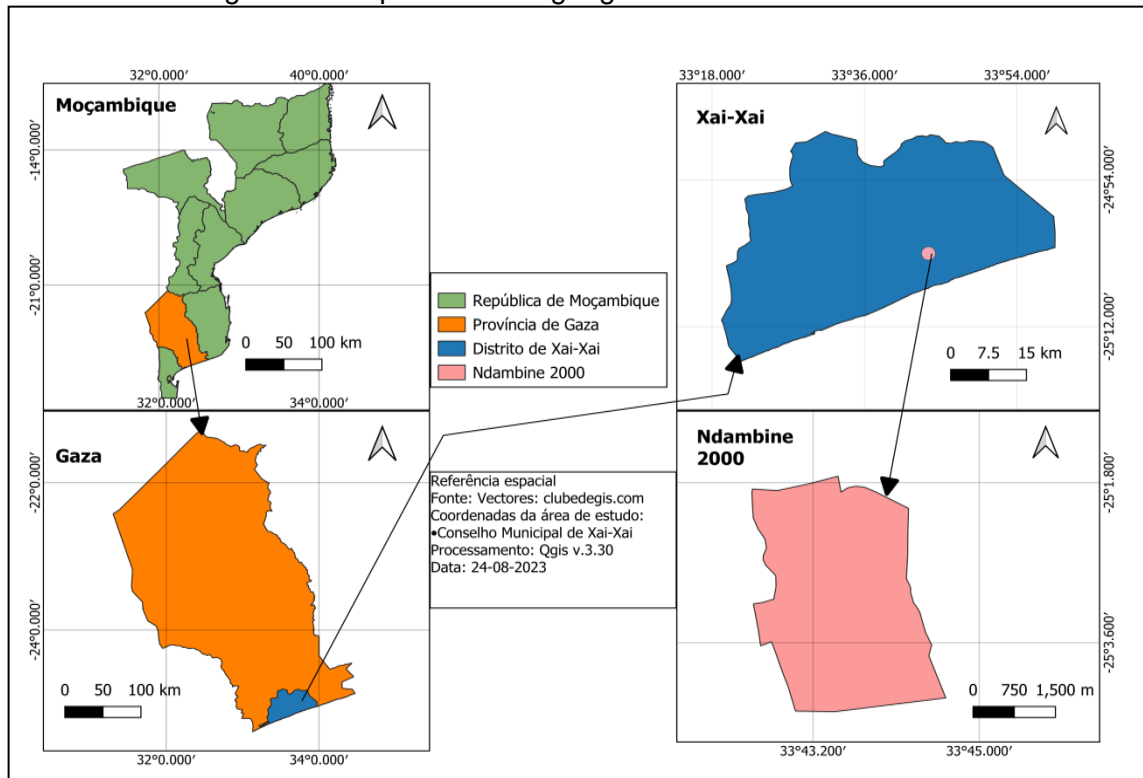 32°0.000′ 40°0.000′
Moçambique
-14°0.000′
-21°0.000′
0 50 100 km
32°0.000′ 34°0.000′
Gaza
-22°0.000′
-24°0.000′
0 50 100 km
32°0.000′ 34°0.000′
República de Moçambique
Província de Gaza
Distrito de Xai-Xai
Ndambine 2000
Referência espacial
Fonte: Vectores: clubedegis.com
Coordenadas da área de estudo:
•Conselho Municipal de Xai-Xai
Processamento: Qgis v.3.30
Data: 24-08-2023
33°18.000′ 33°36.000′ 33°54.000′
Xai-Xai
-24°54.000′
-25°12.000′
0 7.5 15 km
Ndambine
2000
-25°1.800′
-25°3.600′
0 750 1,500 m
33°43.200′ 33°45.000′